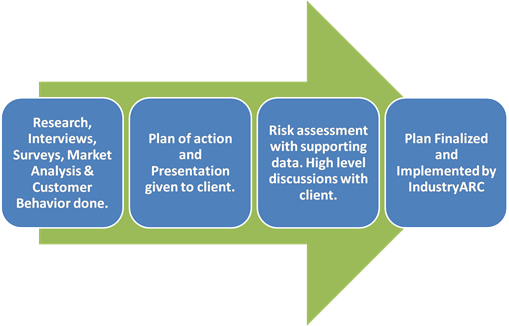 Research,
Interviews,
Surveys, Market
Analysis &
Customer
Behavior done.
Plan of action
and
Presentation
given to client.
Risk assessment
with supporting
data. High level
discussions with
client.
Plan Finalized
and
Implemented by
IndustryARC